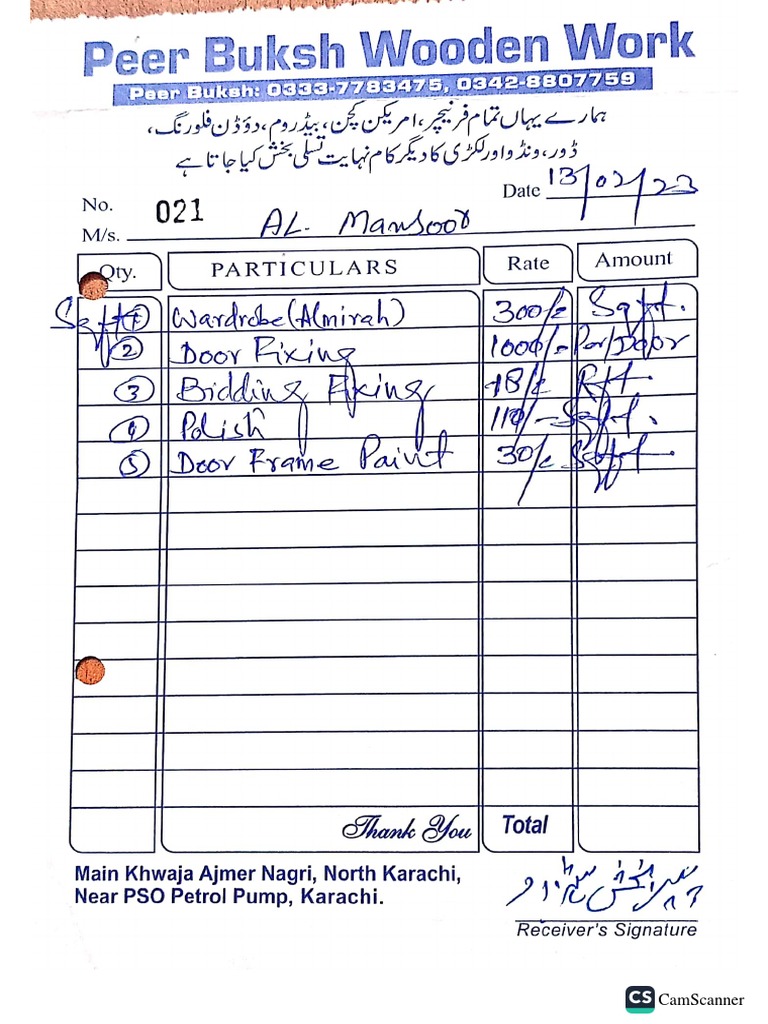 Peer Buksh Wooden Work
Peer Buksh: 0333-7783475, 0342-8807759
ہمارے یہاں تمام فرنیچر، امریکن کچن، بیڈ روم، دوؤڈن فلورنگ،
ڈور، ونڈو اور لکڑی کا دیگر کام نہایت تسلی بخش کیا جاتا ہے
No. 021 Date 13/02/23
M/s. AL. Mansoor
Qty. PARTICULARS Rate Amount
Sqft ① Wardrobe (Almirah) 300/- Sqft.
② Door Fixing 1000/- Per/Door
③ Bidding Fixing 18/- Rft.
④ Polish 110/- Sqft.
⑤ Door Frame Paint 30/- Sqft.
Thank You Total
Main Khwaja Ajmer Nagri, North Karachi,
Near PSO Petrol Pump, Karachi.
Receiver's Signature
CS CamScanner